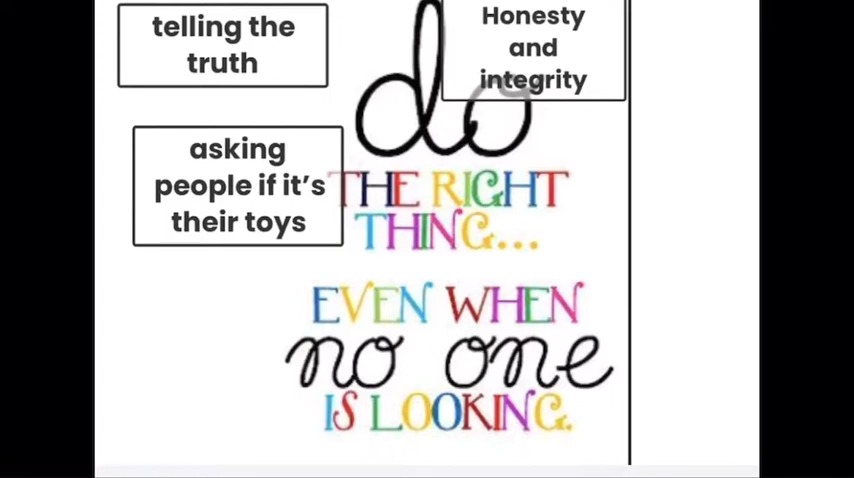 telling the
truth
Honesty
and
integrity
asking
people if it’s
their toys
do
THE RIGHT
THING...
EVEN WHEN
no one
IS LOOKING.